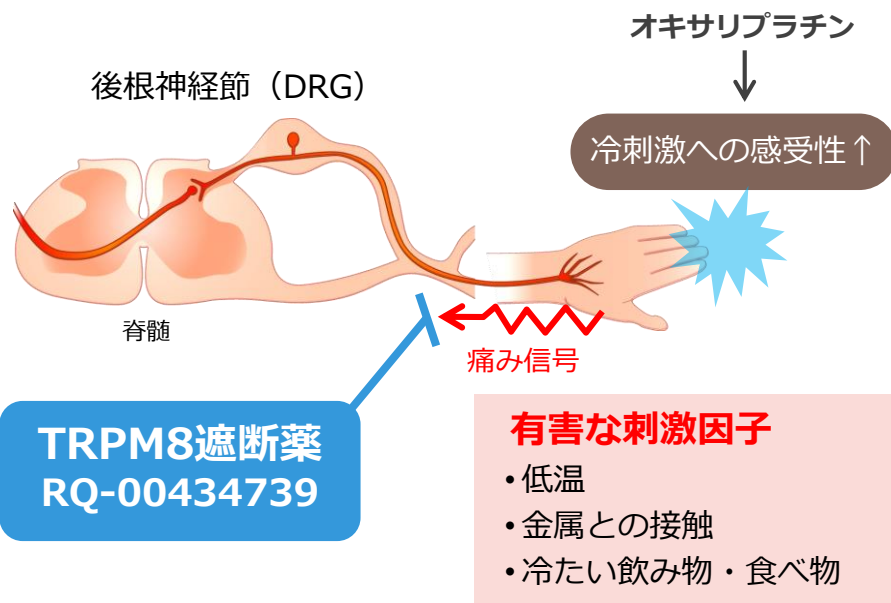 オキサリプラチン
後根神経節（DRG）
冷刺激への感受性↑
脊髄
痛み信号
TRPM8遮断薬
RQ-00434739
有害な刺激因子
・低温
・金属との接触
・冷たい飲み物・食べ物